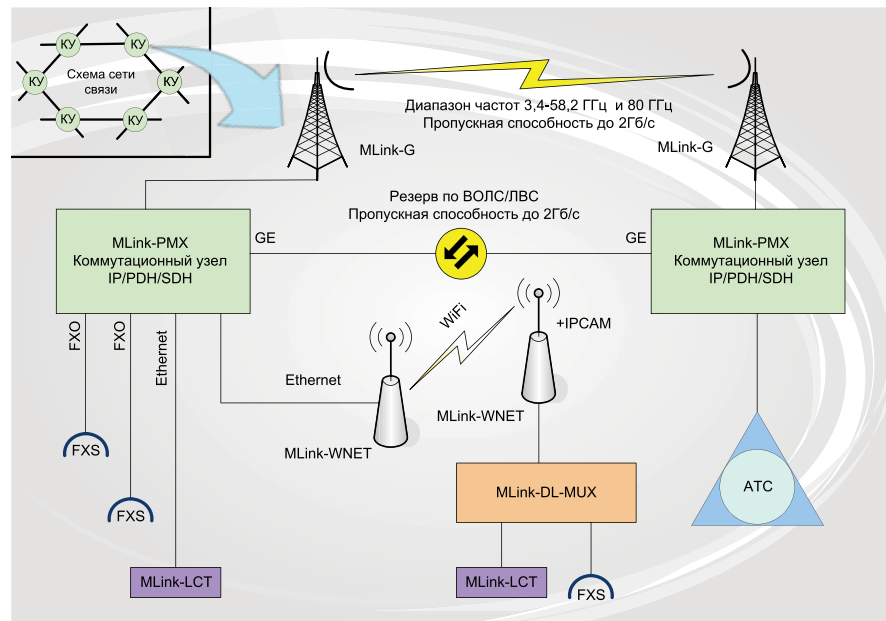 КУ
КУ
Схема сети
связи
КУ
КУ
КУ
КУ
Диапазон частот 3,4-58,2 ГГц и 80 ГГц
Пропускная способность до 2Гб/с
MLink-G
MLink-G
Резерв по ВОЛС/ЛВС
Пропускная способность до 2Гб/с
GE
GE
MLink-PMX
Коммутационный узел
IP/PDH/SDH
MLink-PMX
Коммутационный узел
IP/PDH/SDH
FXO
FXO
Ethernet
WiFi
+IPCAM
Ethernet
MLink-WNET
MLink-WNET
FXS
FXS
MLink-DL-MUX
АТС
MLink-LCT
MLink-LCT
FXS